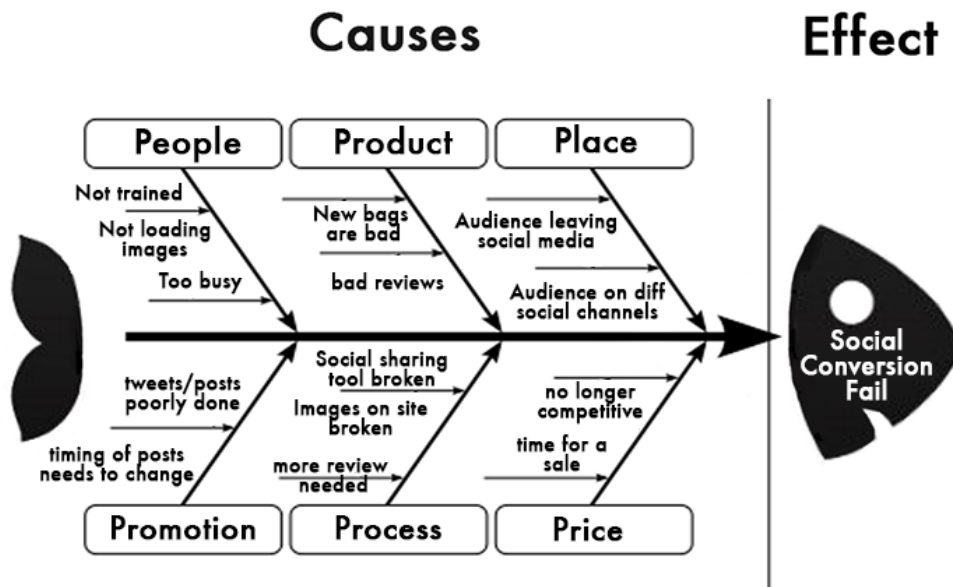 Causes
Effect
People
Product
Place
Not trained
Not loading
images
Too busy
New bags
are bad
bad reviews
Audience leaving
social media
Audience on diff
social channels
Social
Conversion
Fail
tweets/posts
poorly done
timing of posts
needs to change
Social sharing
tool broken
Images on site
broken
more review
needed
no longer
competitive
time for a
sale
Promotion
Process
Price